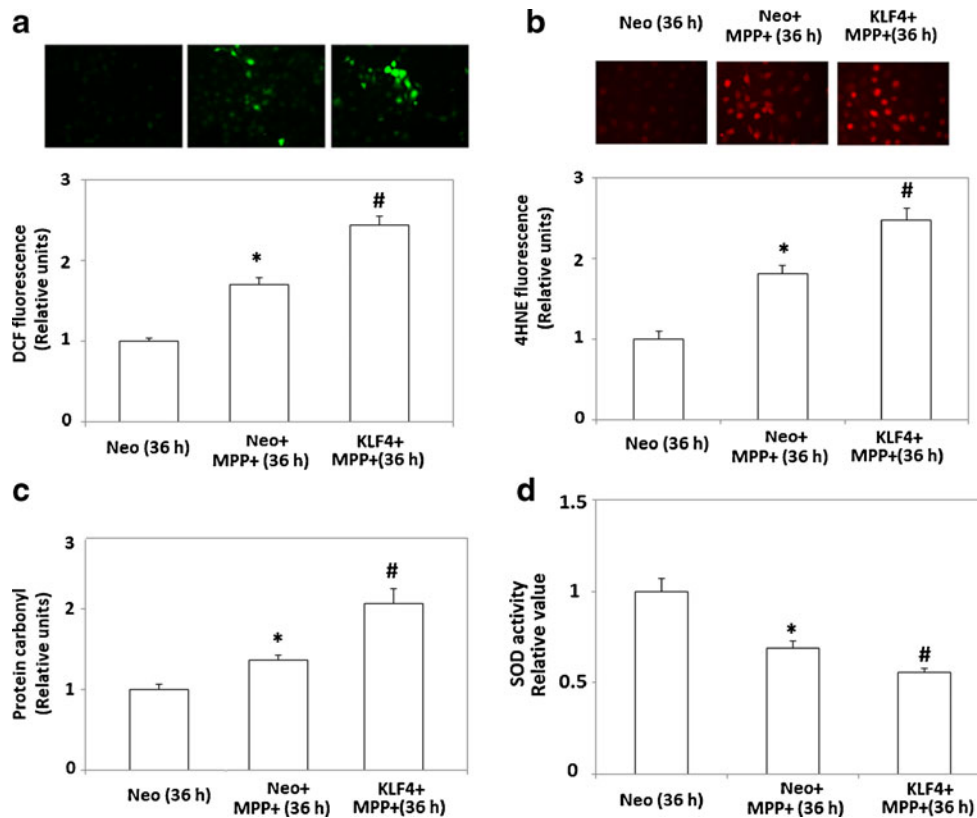 a
b
Neo (36 h)
Neo+
MPP+ (36 h)
KLF4+
MPP+(36 h)
3
2
1
0
DCF fluorescence
(Relative units)
*
#
Neo (36 h)
Neo+
MPP+ (36 h)
KLF4+
MPP+(36 h)
3
2
1
0
4HNE fluorescence
(Relative units)
*
#
Neo (36 h)
Neo+
MPP+ (36 h)
KLF4+
MPP+(36 h)
c
3
2
1
0
Protein carbonyl
(Relative units)
*
#
Neo (36 h)
Neo+
MPP+ (36 h)
KLF4+
MPP+(36 h)
d
1.5
1
0.5
0
SOD activity
Relative value
*
#
Neo (36 h)
Neo+
MPP+ (36 h)
KLF4+
MPP+(36 h)